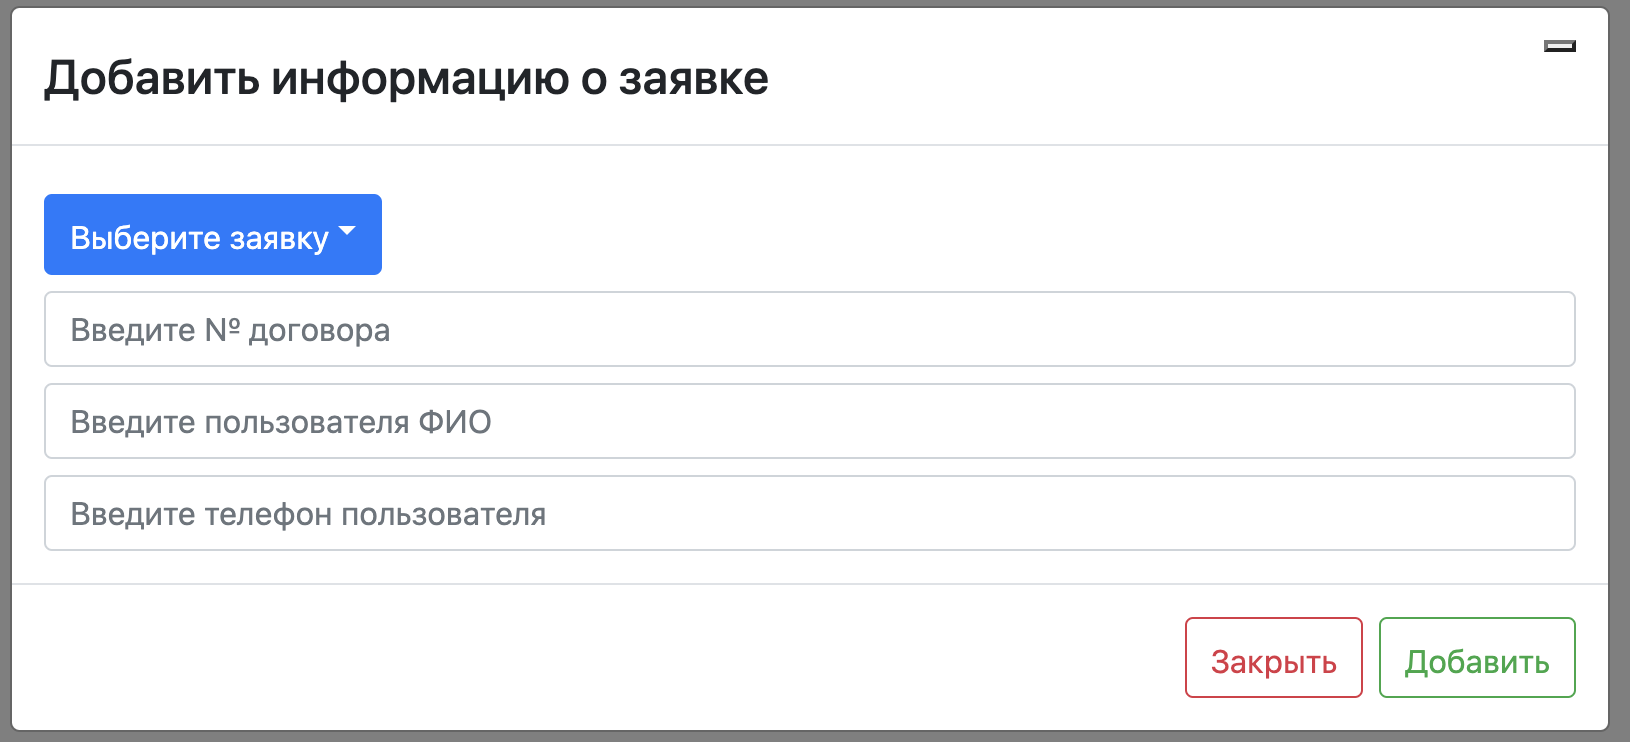 Добавить информацию о заявке
Выберите заявку
Введите № договора
Введите пользователя ФИО
Введите телефон пользователя
Закрыть Добавить